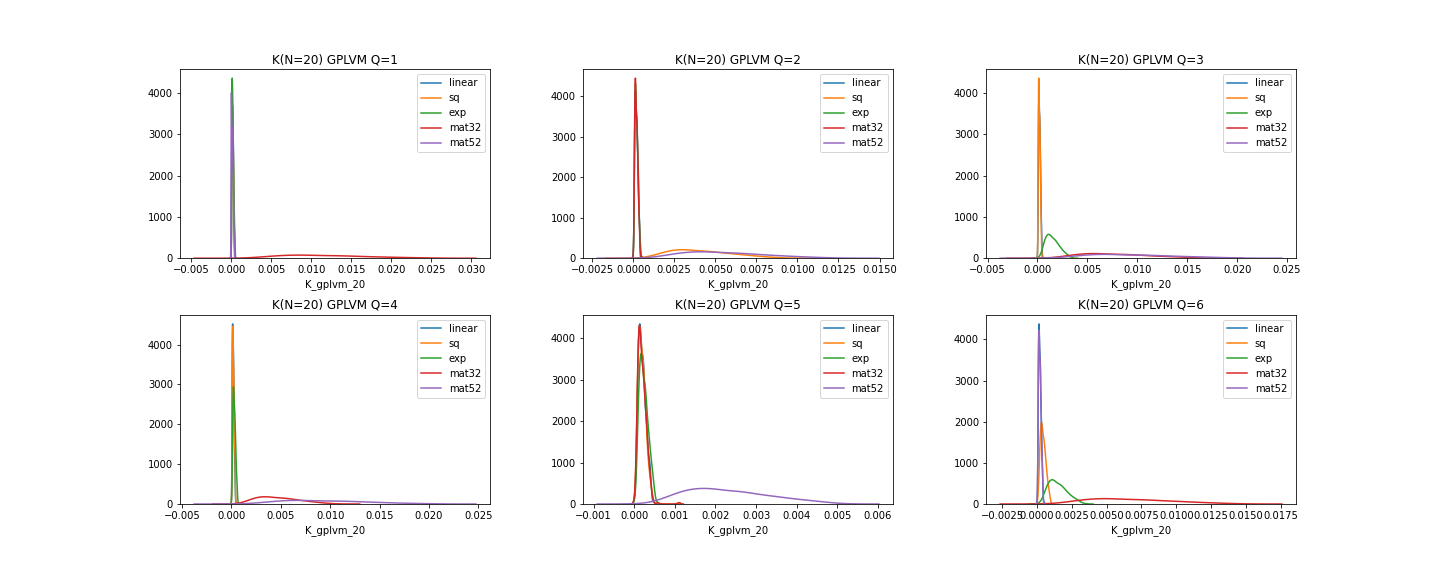 K(N=20) GPLVM Q=1
4000
3000
2000
1000
0
linear
sq
exp
mat32
mat52
−0.005 0.000 0.005 0.010 0.015 0.020 0.025 0.030
K_gplvm_20
K(N=20) GPLVM Q=2
4000
3000
2000
1000
0
linear
sq
exp
mat32
mat52
−0.0025 0.0000 0.0025 0.0050 0.0075 0.0100 0.0125 0.0150
K_gplvm_20
K(N=20) GPLVM Q=3
4000
3000
2000
1000
0
linear
sq
exp
mat32
mat52
−0.005 0.000 0.005 0.010 0.015 0.020 0.025
K_gplvm_20
K(N=20) GPLVM Q=4
4000
3000
2000
1000
0
linear
sq
exp
mat32
mat52
−0.005 0.000 0.005 0.010 0.015 0.020 0.025
K_gplvm_20
K(N=20) GPLVM Q=5
4000
3000
2000
1000
0
linear
sq
exp
mat32
mat52
−0.001 0.000 0.001 0.002 0.003 0.004 0.005 0.006
K_gplvm_20
K(N=20) GPLVM Q=6
4000
3000
2000
1000
0
linear
sq
exp
mat32
mat52
−0.0025 0.0000 0.0025 0.0050 0.0075 0.0100 0.0125 0.0150 0.0175
K_gplvm_20